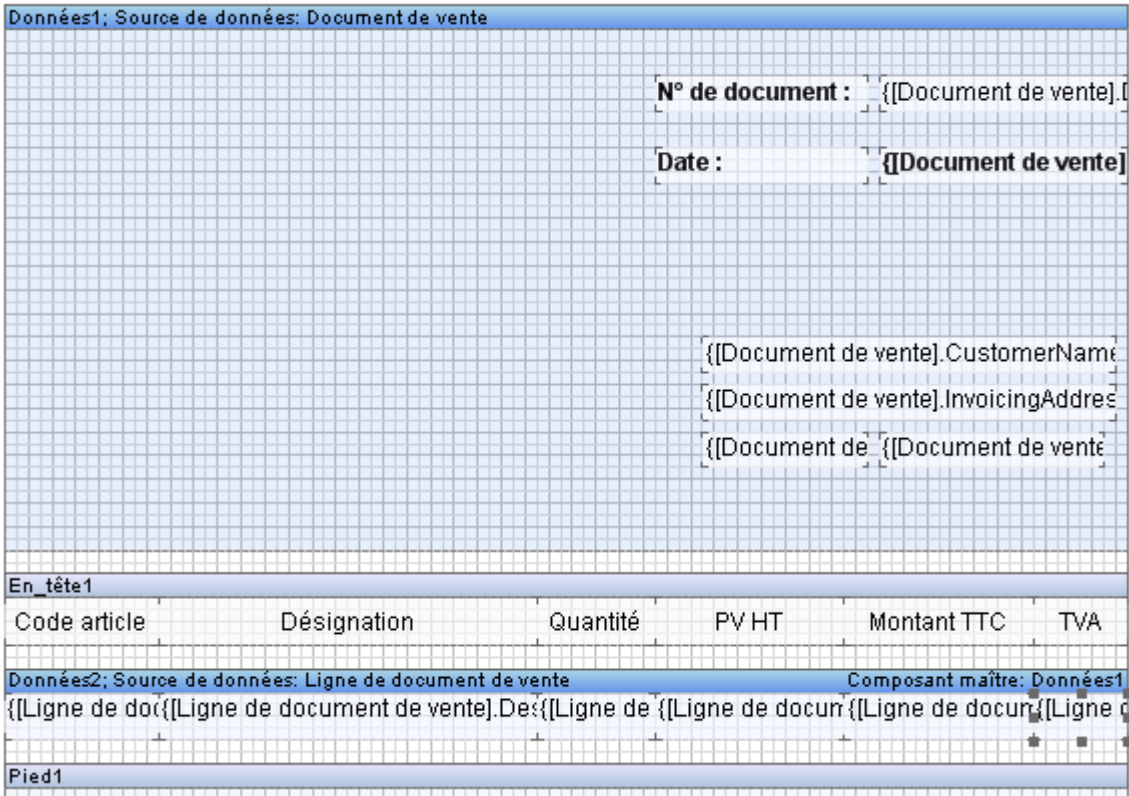 Données1; Source de données: Document de vente
N° de document : {[Document de vente].
Date : {[Document de vente]
{[Document de vente].CustomerName
{[Document de vente].InvoicingAddres
{[Document de {[Document de vente
En_tête1
Code article Désignation Quantité PV HT Montant TTC TVA
Données2; Source de données: Ligne de document de vente Composant maître: Données1
{[Ligne de do {[Ligne de document de vente].Des {[Ligne de {[Ligne de docum {[Ligne de docum {[Ligne d
Pied1